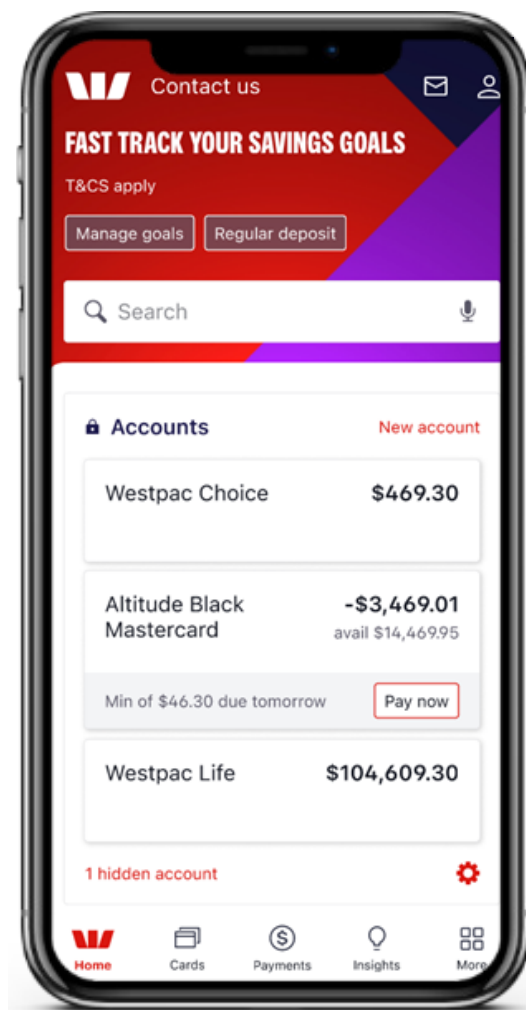 Contact us
FAST TRACK YOUR SAVINGS GOALS
T&CS apply
Manage goals Regular deposit
Search
Accounts New account
Westpac Choice $469.30
Altitude Black -$3,469.01
Mastercard avail $14,469.95
Min of $46.30 due tomorrow Pay now
Westpac Life $104,609.30
1 hidden account
Home Cards Payments Insights More